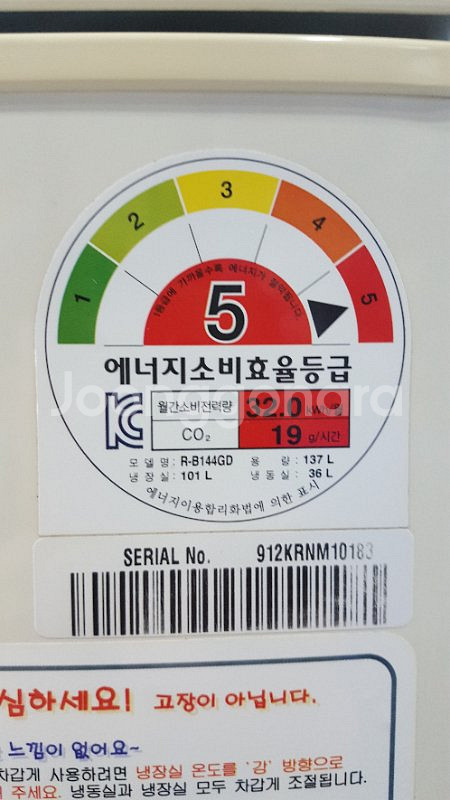 1 2 3 4 5
1등급에 가까울수록 에너지가 절약됩니다
5
에너지소비효율등급
Joonggonara
월간소비전력량 32.0 kWh/월
CO₂ 19 g/시간
모델명 : R-B144GD 용량 : 137 L
냉장실 : 101 L 냉동실 : 36 L
에너지이용합리화법에 의한 표시
SERIAL No. 912KRNM10183
심하세요! 고장이 아닙니다.
느낌이 없어요~
차갑게 사용하려면 냉장실 온도를 '강' 방향으로
주세요. 냉동실과 냉장실 모두 차갑게 조절됩니다.